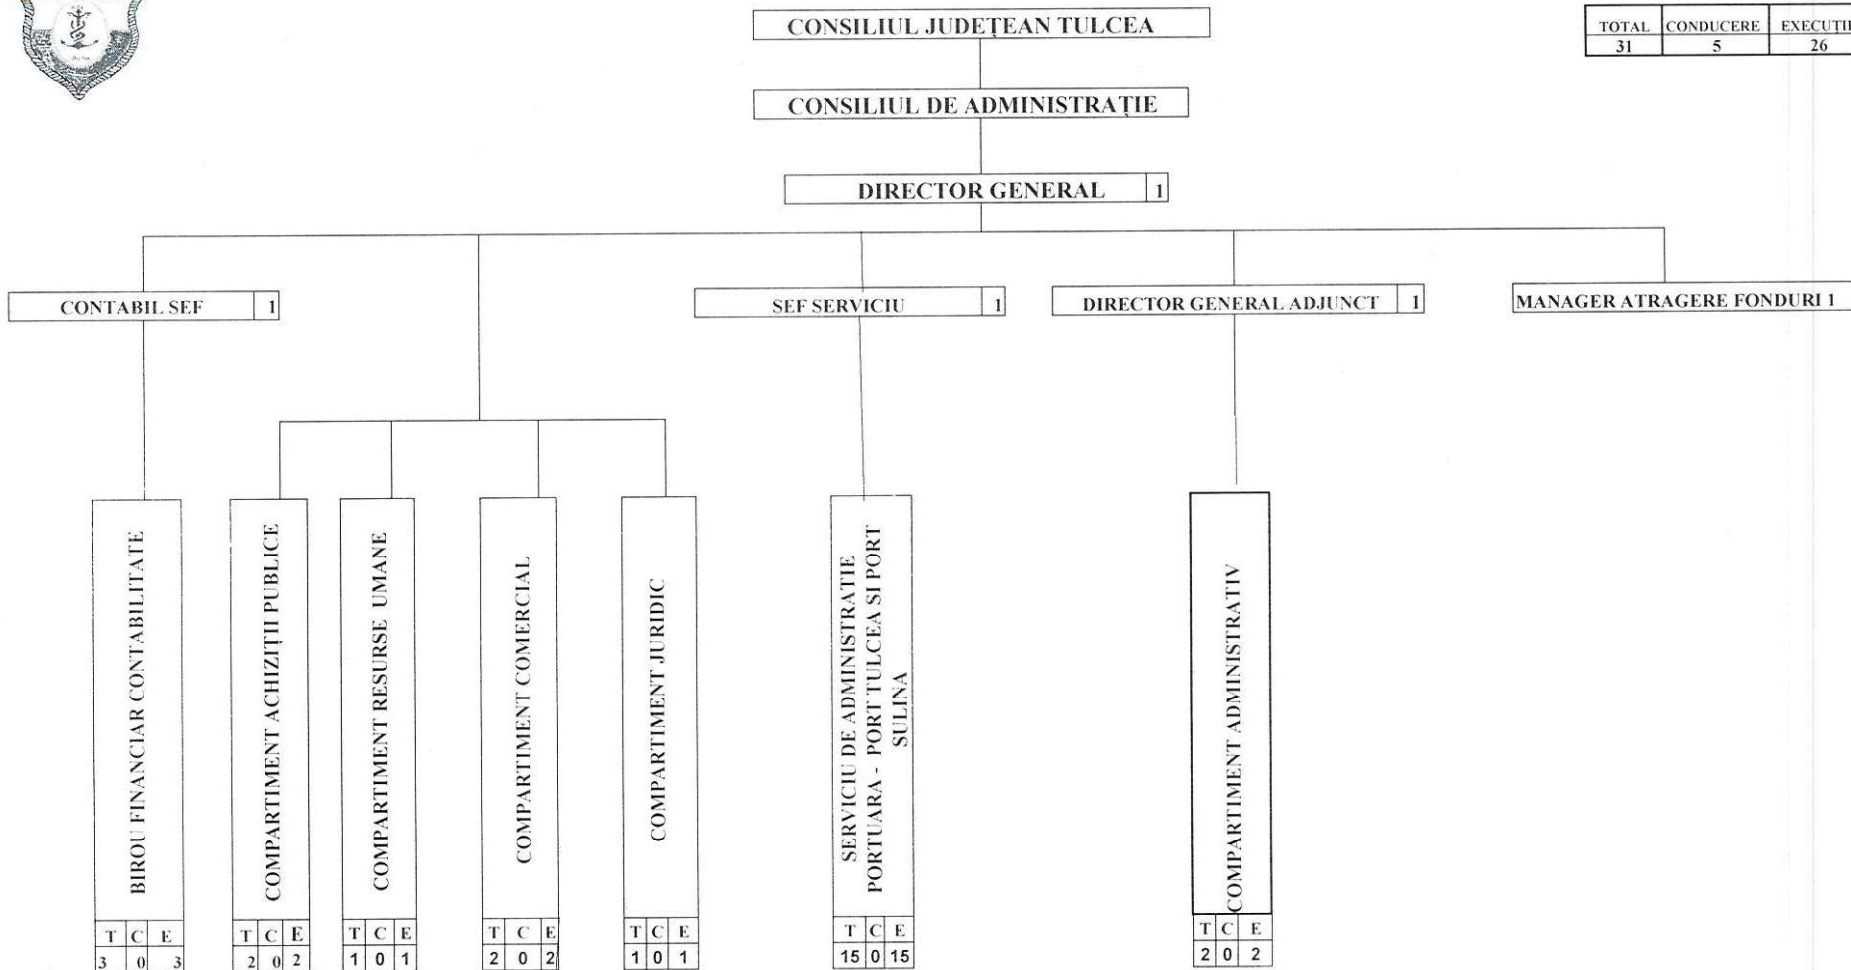 CONSILIUL JUDEȚEAN TULCEA
TOTAL CONDUCERE EXECUȚIE
31 5 26
CONSILIUL DE ADMINISTRAȚIE
DIRECTOR GENERAL 1
CONTABIL SEF 1
SEF SERVICIU 1
DIRECTOR GENERAL ADJUNCT 1
MANAGER ATRAGERE FONDURI 1
BIROU FINANCIAR CONTABILITATE
T C E
3 0 3
COMPARTIMENT ACHIZIȚII PUBLICE
T C E
2 0 2
COMPARTIMENT RESURSE UMANE
T C E
1 0 1
COMPARTIMENT COMERCIAL
T C E
2 0 2
COMPARTIMENT JURIDIC
T C E
1 0 1
SERVICIU DE ADMINISTRATIE
PORTUARA - PORT TULCEA SI PORT
SULINA
T C E
15 0 15
COMPARTIMENT ADMINISTRATIV
T C E
2 0 2